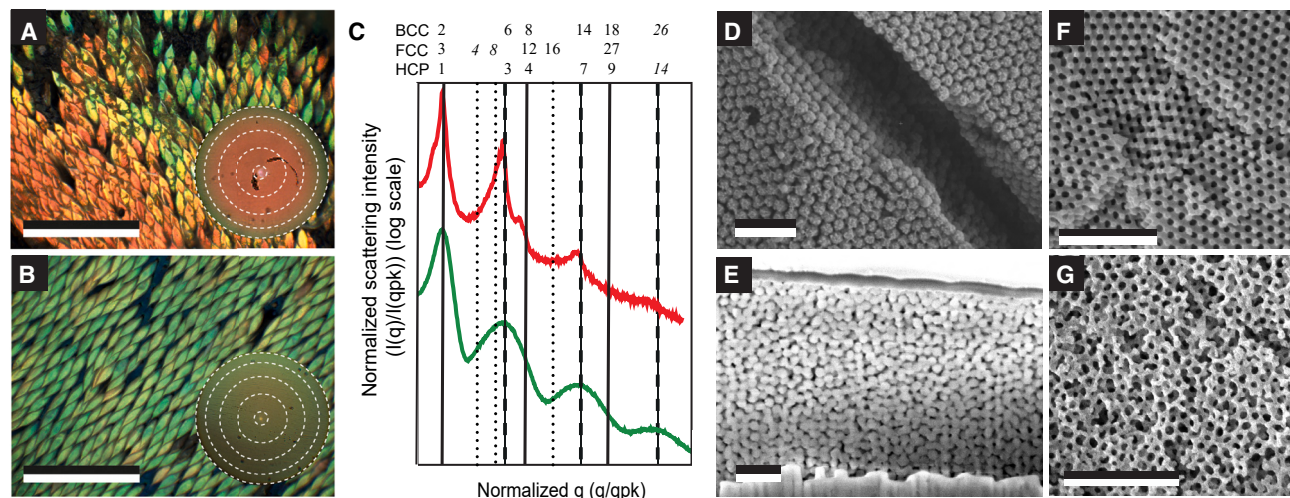 A
B
C
BCC 2 6 8 14 18 26
FCC 3 4 8 12 16 27
HCP 1 3 4 7 9 14
Normalized scattering intensity
(I(q)/I(qpk)) (log scale)
Normalized q (q/qpk)
D
E
F
G